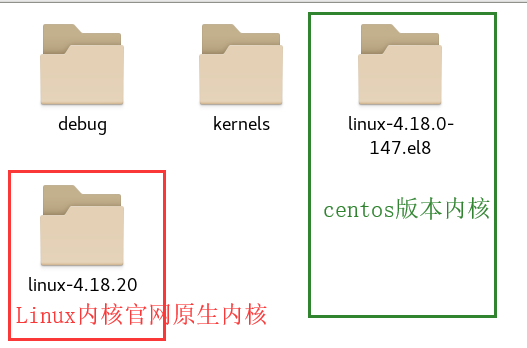 debug
kernels
linux-4.18.0-
147.el8
centos版本内核
linux-4.18.20
Linux内核官网原生内核